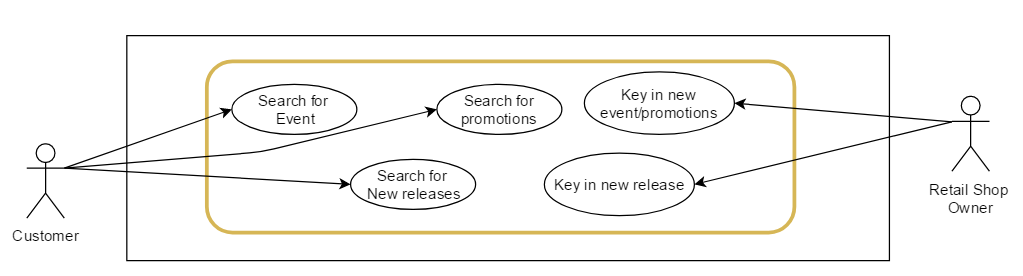 Search for
Event
Search for
promotions
Key in new
event/promotions
Search for
New releases
Key in new release
Customer
Retail Shop
Owner